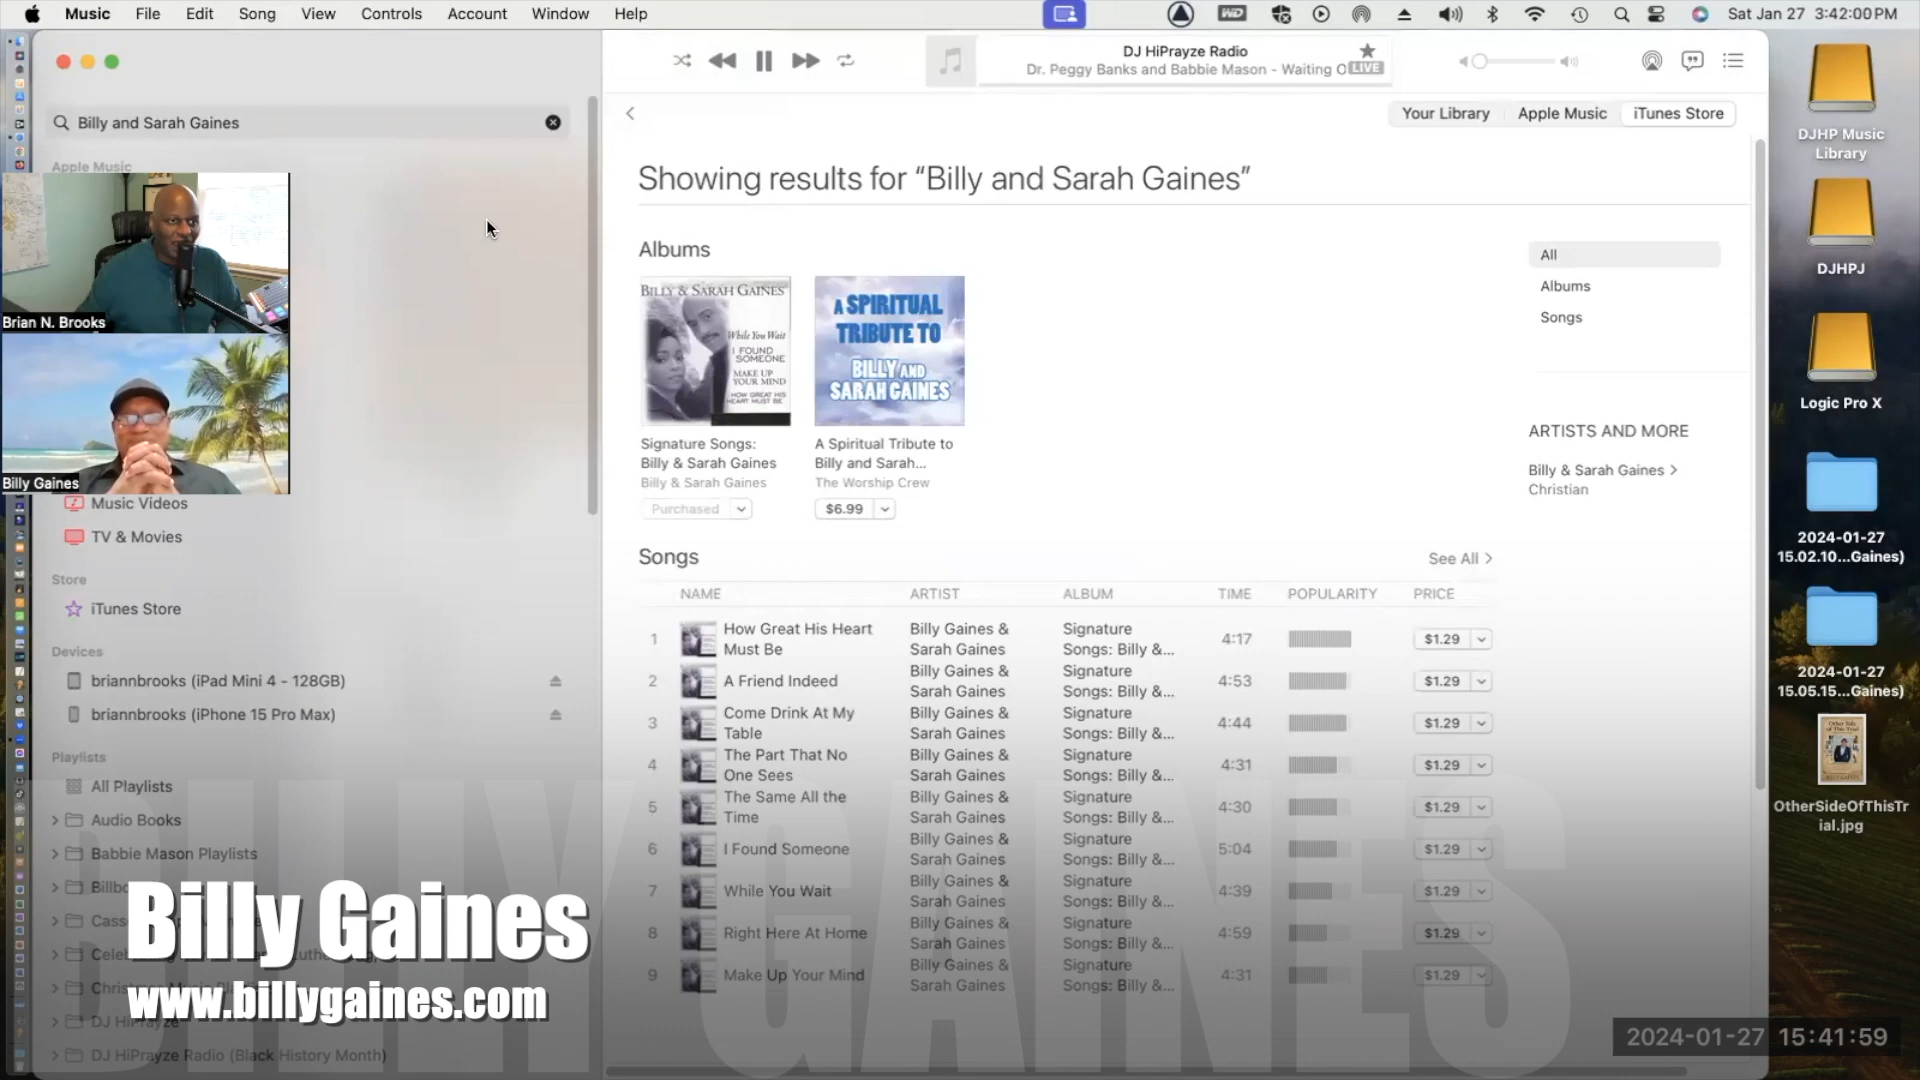 Music File Edit Song View Controls Account Window Help
Sat Jan 27 3:42:00 PM
DJ HiPrayze Radio
Dr. Peggy Banks and Babbie Mason - Waiting O
LIVE
Billy and Sarah Gaines
Your Library Apple Music iTunes Store
Apple Music
Brian N. Brooks
Billy Gaines
Music Videos
TV & Movies
Store
iTunes Store
Devices
briannbrooks (iPad Mini 4 - 128GB)
briannbrooks (iPhone 15 Pro Max)
Playlists
All Playlists
Audio Books
Babbie Mason Playlists
DJ HiPrayze
DJ HiPrayze Radio (Black History Month)
Showing results for “Billy and Sarah Gaines”
Albums
BILLY & SARAH GAINES
While You Wait
I FOUND
SOMEONE
MAKE UP
YOUR MIND
HOW GREAT HIS
HEART MUST BE
A SPIRITUAL
TRIBUTE TO
BILLY AND
SARAH GAINES
Signature Songs:
Billy & Sarah Gaines
Billy & Sarah Gaines
Purchased
A Spiritual Tribute to
Billy and Sarah...
The Worship Crew
$6.99
All
Albums
Songs
ARTISTS AND MORE
Billy & Sarah Gaines >
Christian
Songs
See All >
NAME ARTIST ALBUM TIME POPULARITY PRICE
1 How Great His Heart Must Be Billy Gaines & Sarah Gaines Signature Songs: Billy &... 4:17 $1.29
2 A Friend Indeed Billy Gaines & Sarah Gaines Signature Songs: Billy &... 4:53 $1.29
3 Come Drink At My Table Billy Gaines & Sarah Gaines Signature Songs: Billy &... 4:44 $1.29
4 The Part That No One Sees Billy Gaines & Sarah Gaines Signature Songs: Billy &... 4:31 $1.29
5 The Same All the Time Billy Gaines & Sarah Gaines Signature Songs: Billy &... 4:30 $1.29
6 I Found Someone Billy Gaines & Sarah Gaines Signature Songs: Billy &... 5:04 $1.29
7 While You Wait Billy Gaines & Sarah Gaines Signature Songs: Billy &... 4:39 $1.29
8 Right Here At Home Billy Gaines & Sarah Gaines Signature Songs: Billy &... 4:59 $1.29
9 Make Up Your Mind Billy Gaines & Sarah Gaines Signature Songs: Billy &... 4:31 $1.29
DJHP Music
Library
DJHPJ
Logic Pro X
2024-01-27
15.02.10...Gaines)
2024-01-27
15.05.15...Gaines)
Other Side
of This Trial
BILLY GAINES
OtherSideOfThisTr
ial.jpg
BILLY GAINES
Billy Gaines
www.billygaines.com
2024-01-27 15:41:59